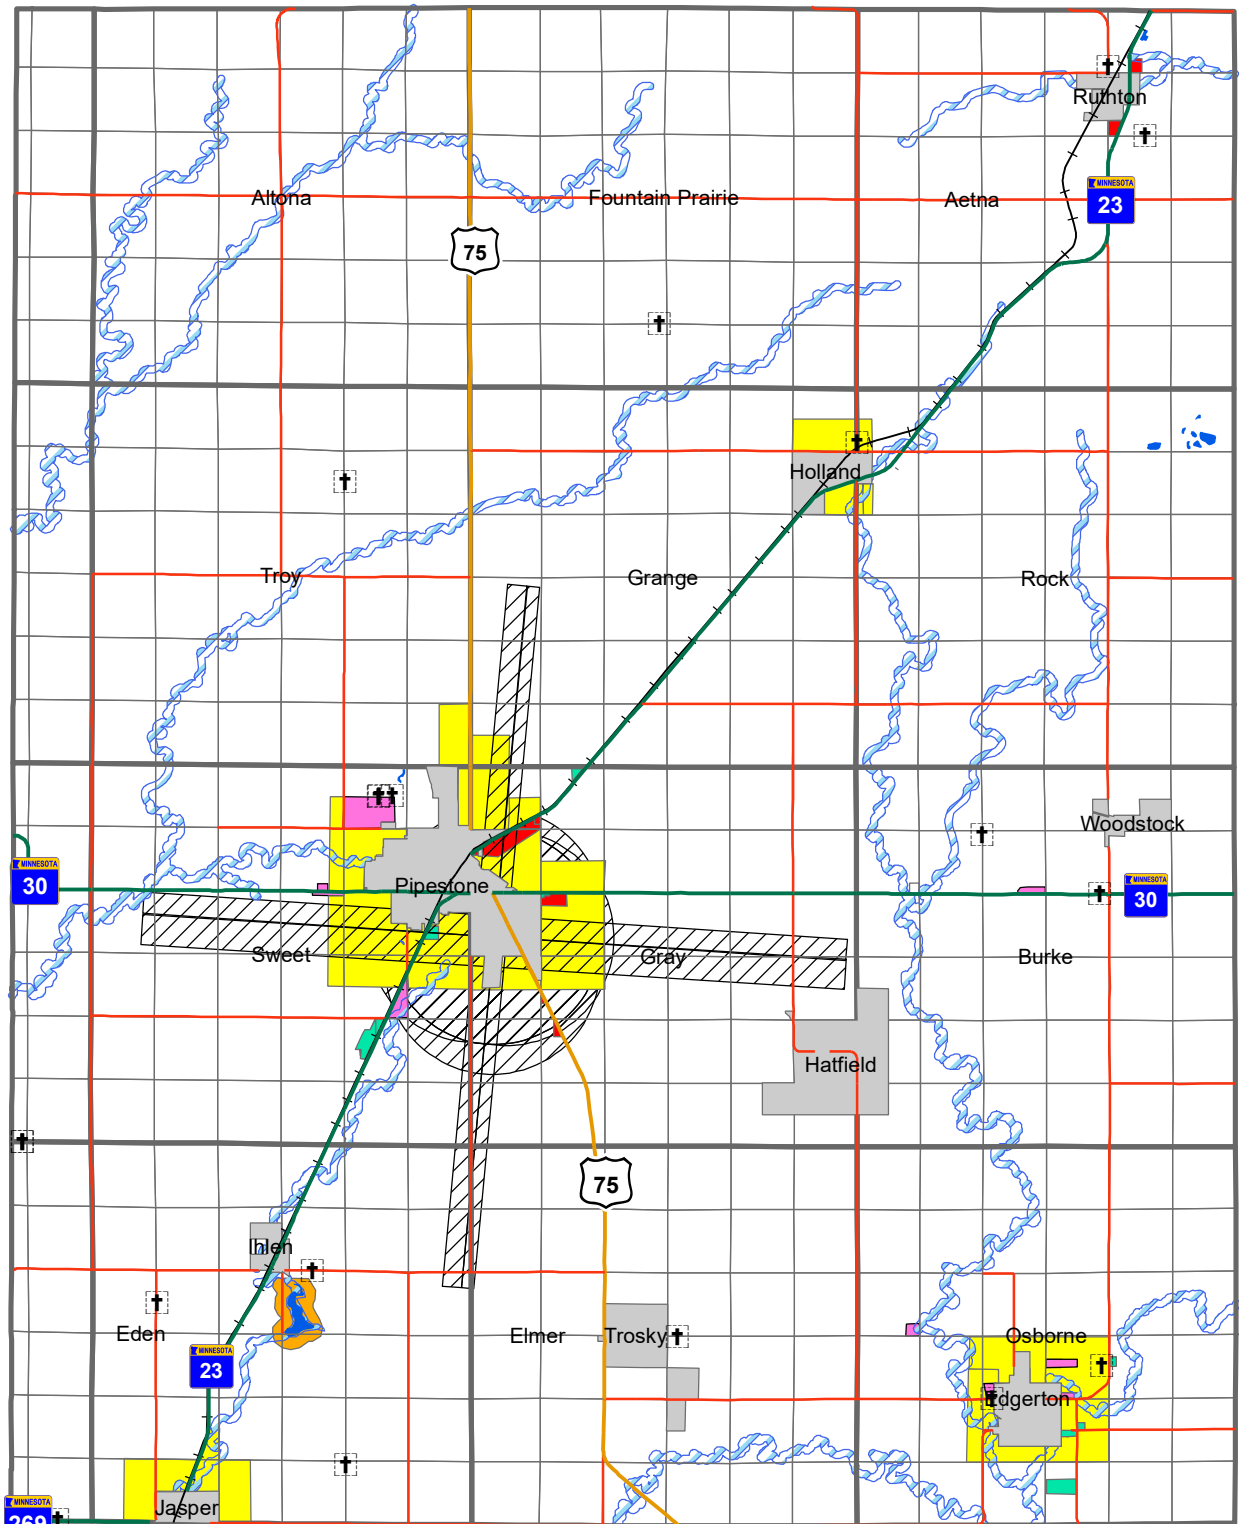 Ruthton
Altona
Fountain Prairie
Aetna
MINNESOTA
23
75
Holland
Troy
Grange
Rock
Woodstock
MINNESOTA
30
Pipestone
MINNESOTA
30
Sweet
Gray
Burke
Hatfield
75
Ihlen
Eden
Elmer
Trosky
Osborne
MINNESOTA
23
Edgerton
Jasper
MINNESOTA
269